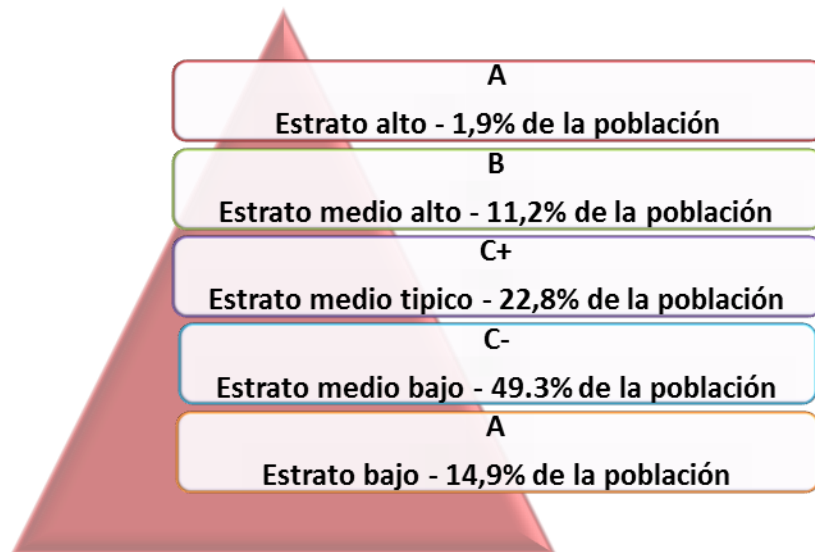 A
Estrato alto - 1,9% de la población
B
Estrato medio alto - 11,2% de la población
C+
Estrato medio tipico - 22,8% de la población
C-
Estrato medio bajo - 49.3% de la población
A
Estrato bajo - 14,9% de la población